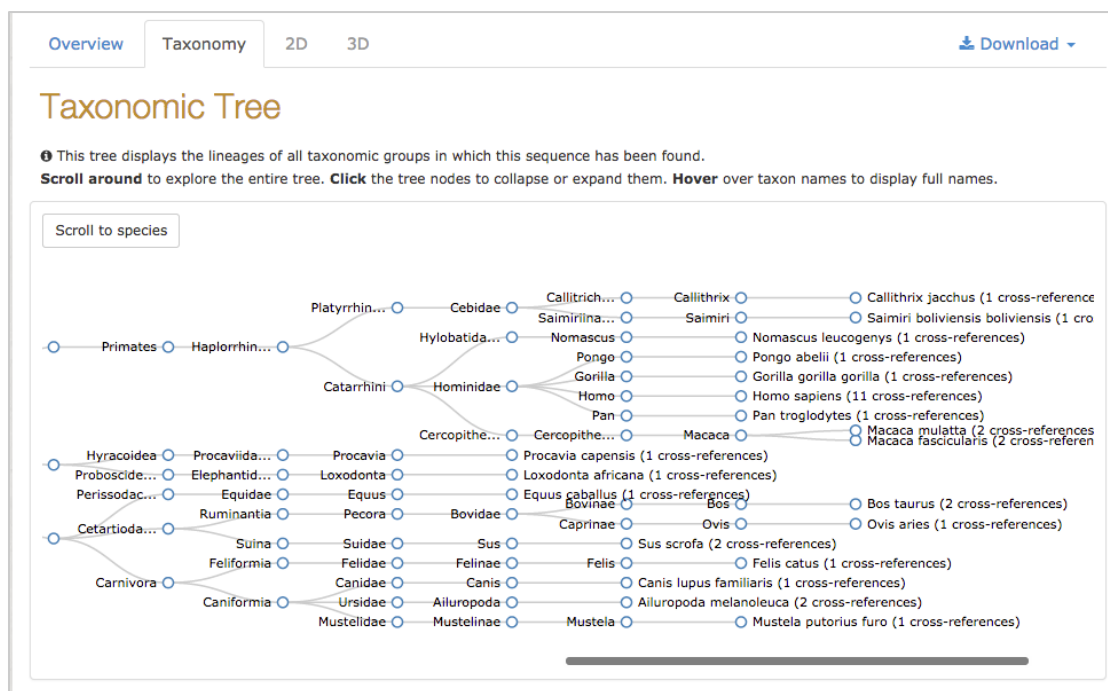 Overview Taxonomy 2D 3D Download
Taxonomic Tree
This tree displays the lineages of all taxonomic groups in which this sequence has been found.
Scroll around to explore the entire tree. Click the tree nodes to collapse or expand them. Hover over taxon names to display full names.
Scroll to species
Callitrich... Callithrix Callithrix jacchus (1 cross-reference
Platyrrhin... Cebidae
Saimiriina... Saimiri Saimiri boliviensis boliviensis (1 cro
Hylobatida... Nomascus Nomascus leucogenys (1 cross-references)
Primates Haplorrhin...
Pongo Pongo abelii (1 cross-references)
Gorilla Gorilla gorilla gorilla (1 cross-references)
Catarrhini Hominidae
Homo Homo sapiens (11 cross-references)
Pan Pan troglodytes (1 cross-references)
Cercopithe... Cercopithe... Macaca Macaca mulatta (2 cross-references
Macaca fascicularis (2 cross-referen
Hyracoidea Procaviida... Procavia Procavia capensis (1 cross-references)
Proboscide... Elephantid... Loxodonta Loxodonta africana (1 cross-references)
Perissodac... Equidae Equus Equus caballus (1 cross-references)
Bovinae Bos Bos taurus (2 cross-references)
Ruminantia Pecora Bovidae
Caprinae Ovis Ovis aries (1 cross-references)
Cetartioda...
Suina Suidae Sus Sus scrofa (2 cross-references)
Feliformia Felidae Felinae Felis Felis catus (1 cross-references)
Carnivora Canidae Canis Canis lupus familiaris (1 cross-references)
Caniformia Ursidae Ailuropoda Ailuropoda melanoleuca (2 cross-references)
Mustelidae Mustelinae Mustela Mustela putorius furo (1 cross-references)